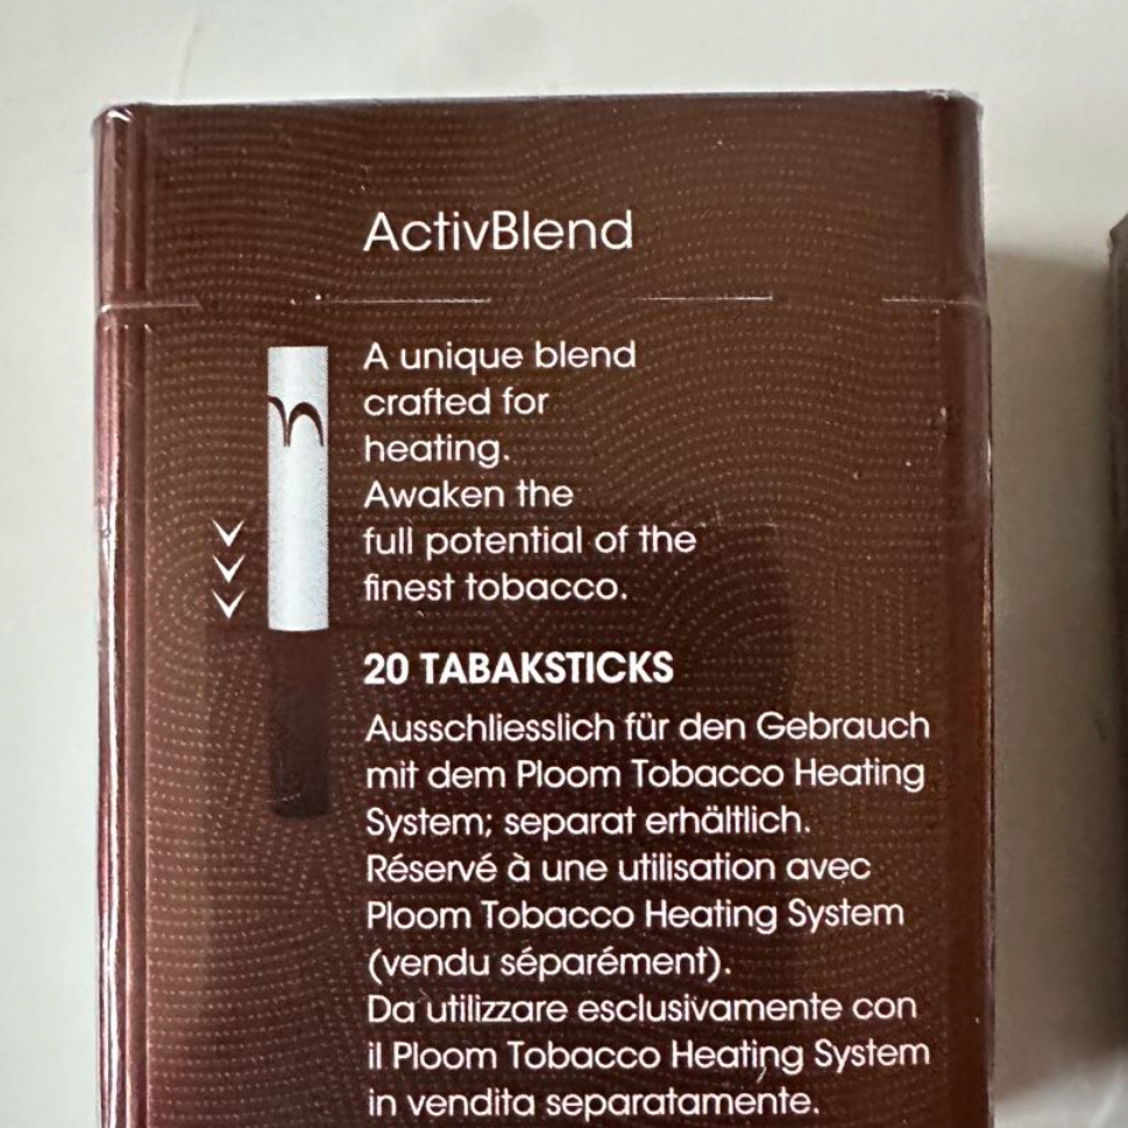 ActivBlend
A unique blend
crafted for
heating.
Awaken the
full potential of the
finest tobacco.
20 TABAKSTICKS
Ausschliesslich für den Gebrauch
mit dem Ploom Tobacco Heating
System; separat erhältlich.
Réservé à une utilisation avec
Ploom Tobacco Heating System
(vendu séparément).
Da utilizzare esclusivamente con
il Ploom Tobacco Heating System
in vendita separatamente.